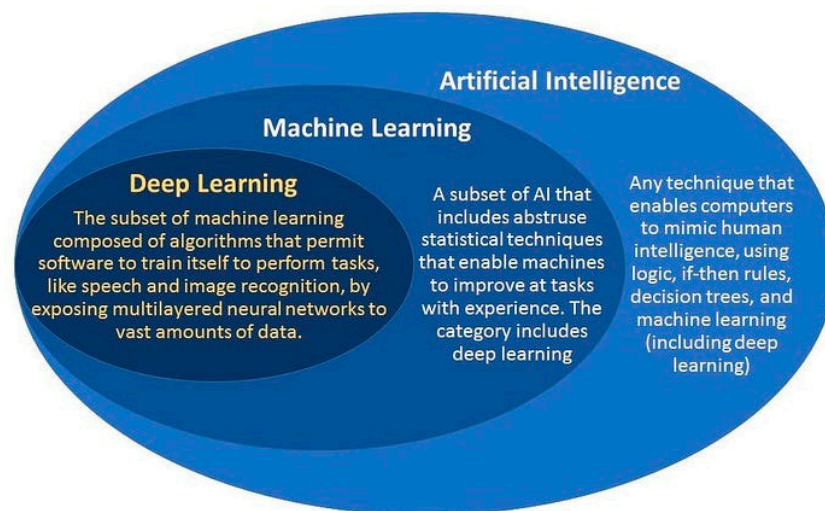 Artificial Intelligence
Machine Learning
Deep Learning
The subset of machine learning
composed of algorithms that permit
software to train itself to perform tasks,
like speech and image recognition, by
exposing multilayered neural networks to
vast amounts of data.
A subset of AI that
includes abstruse
statistical techniques
that enable machines
to improve at tasks
with experience. The
category includes
deep learning
Any technique that
enables computers
to mimic human
intelligence, using
logic, if-then rules,
decision trees, and
machine learning
(including deep
learning)